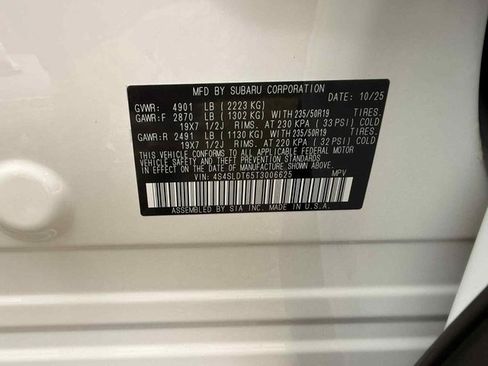 MFD BY SUBARU CORPORATION
DATE: 10/25
GVWR: 4901 LB ( 2223 KG)
GAWR:F 2870 LB ( 1302 KG) WITH 235/50R19 TIRES.
19X7 1/2J RIMS. AT 230 KPA ( 33 PSI) COLD
GAWR:R 2491 LB ( 1130 KG) WITH 235/50R19 TIRES.
19X7 1/2J RIMS. AT 220 KPA ( 32 PSI) COLD
THIS VEHICLE CONFORMS TO ALL APPLICABLE FEDERAL MOTOR
VEHICLE SAFETY AND THEFT PREVENTION STANDARDS
IN EFFECT ON THE DATE OF MANUFACTURE SHOWN ABOVE.
VIN: 4S4SLDT65T3006625 MPV
ASSEMBLED BY SIA INC. MADE IN U.S.A.